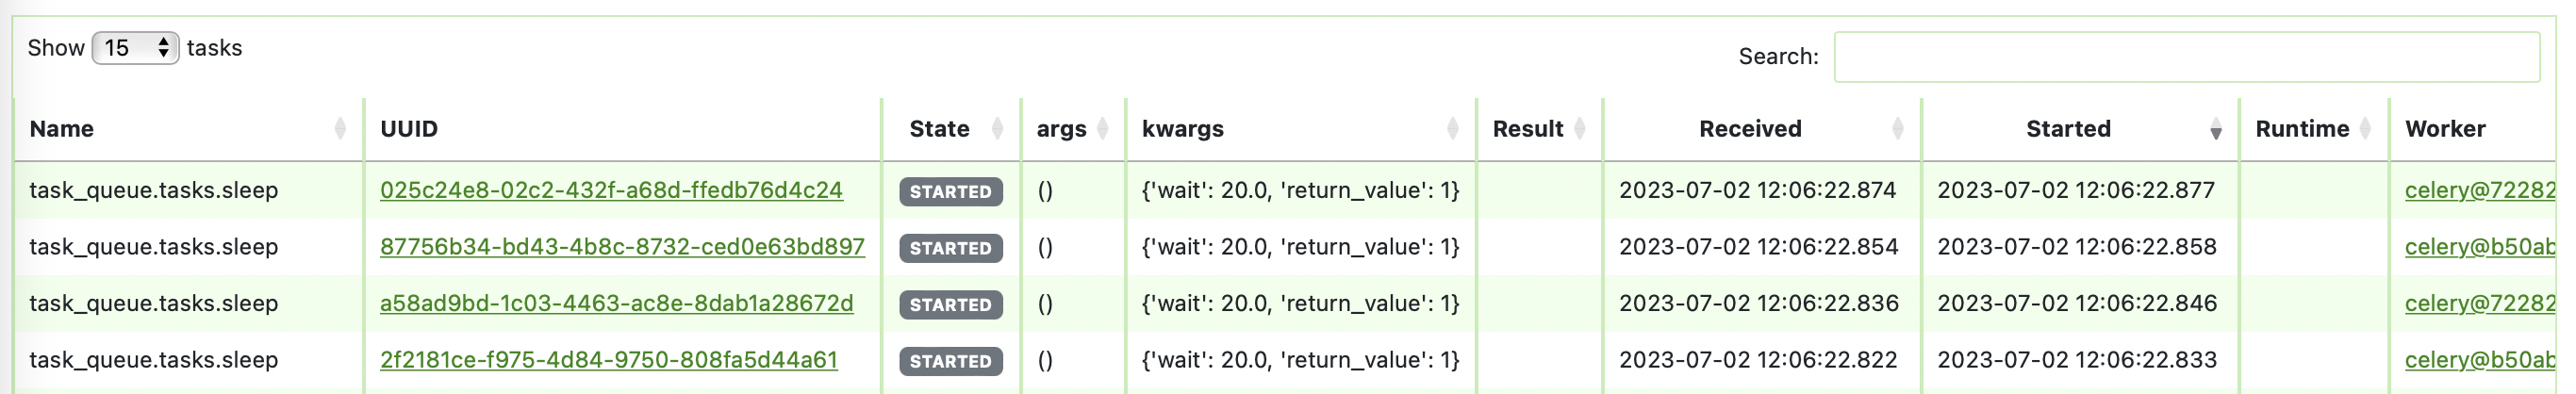 Show 15 tasks
Search:
Name UUID State args kwargs Result Received Started Runtime Worker
task_queue.tasks.sleep 025c24e8-02c2-432f-a68d-ffedb76d4c24 STARTED () {'wait': 20.0, 'return_value': 1} 2023-07-02 12:06:22.874 2023-07-02 12:06:22.877 celery@72282
task_queue.tasks.sleep 87756b34-bd43-4b8c-8732-ced0e63bd897 STARTED () {'wait': 20.0, 'return_value': 1} 2023-07-02 12:06:22.854 2023-07-02 12:06:22.858 celery@b50ab
task_queue.tasks.sleep a58ad9bd-1c03-4463-ac8e-8dab1a28672d STARTED () {'wait': 20.0, 'return_value': 1} 2023-07-02 12:06:22.836 2023-07-02 12:06:22.846 celery@72282
task_queue.tasks.sleep 2f2181ce-f975-4d84-9750-808fa5d44a61 STARTED () {'wait': 20.0, 'return_value': 1} 2023-07-02 12:06:22.822 2023-07-02 12:06:22.833 celery@b50ab